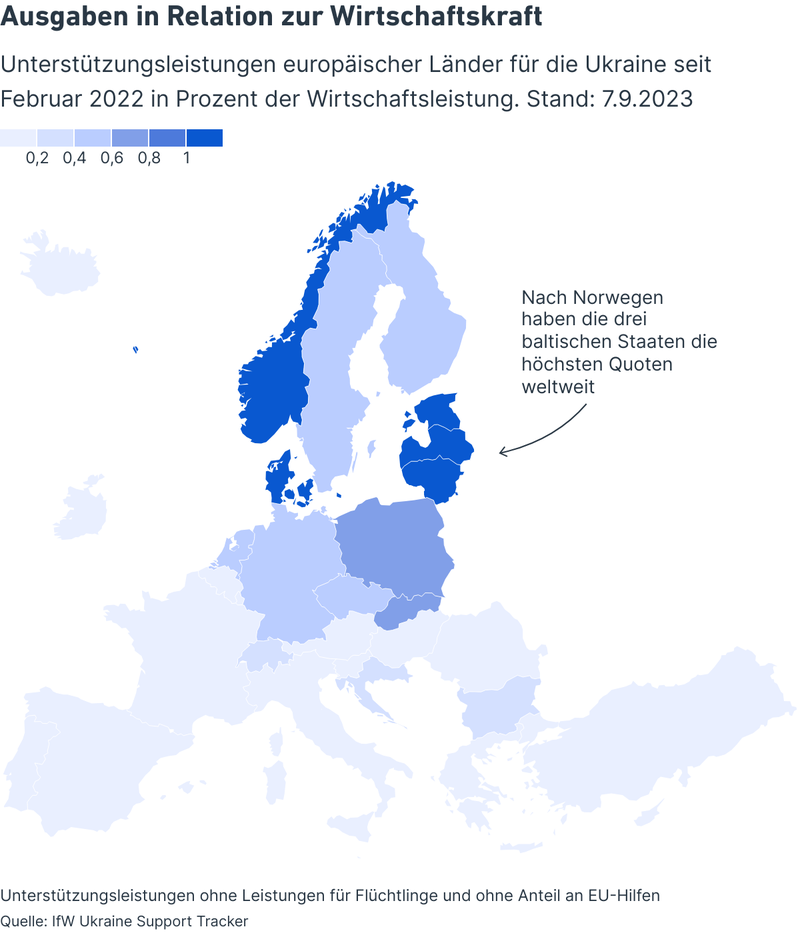 Ausgaben in Relation zur Wirtschaftskraft
Unterstützungsleistungen europäischer Länder für die Ukraine seit
Februar 2022 in Prozent der Wirtschaftsleistung. Stand: 7.9.2023
0,2 0,4 0,6 0,8 1
Nach Norwegen
haben die drei
baltischen Staaten die
höchsten Quoten
weltweit
Unterstützungsleistungen ohne Leistungen für Flüchtlinge und ohne Anteil an EU-Hilfen
Quelle: IfW Ukraine Support Tracker